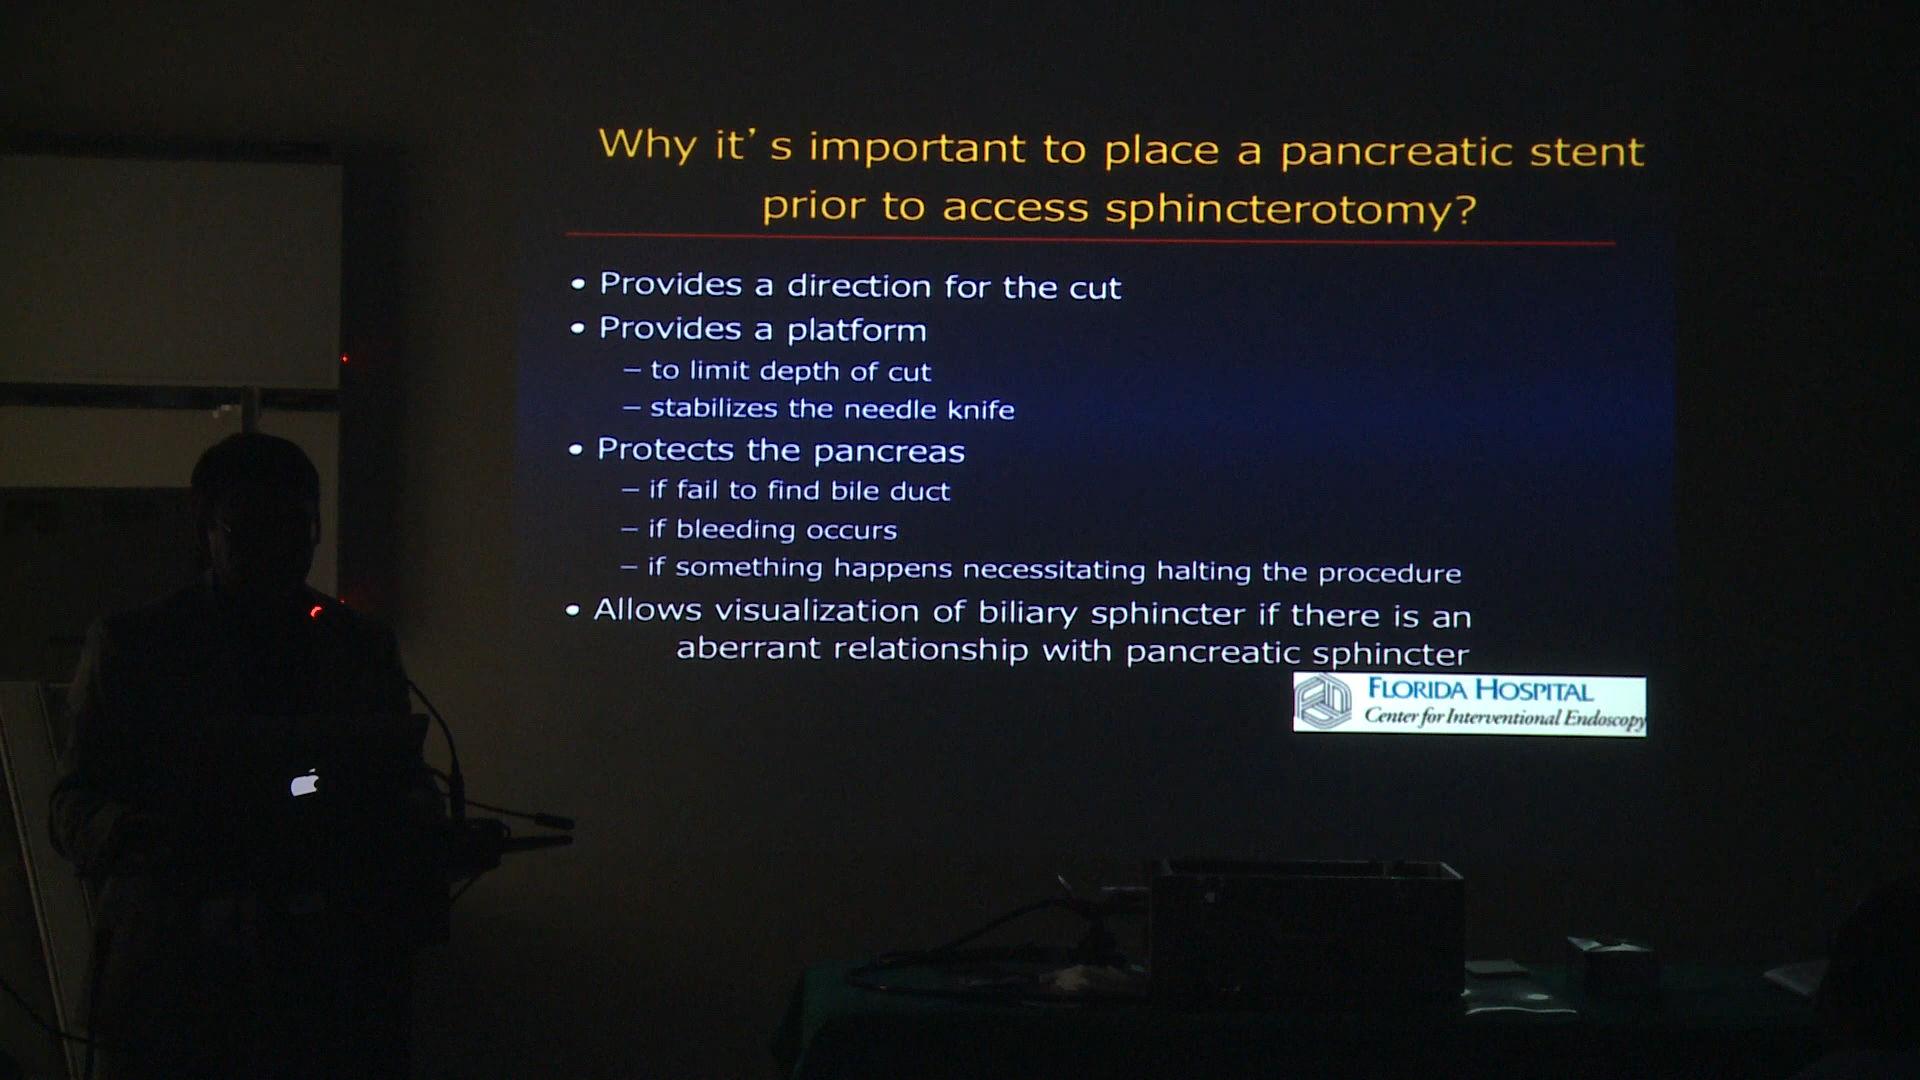 Why it’s important to place a pancreatic stent
prior to access sphincterotomy?
• Provides a direction for the cut
• Provides a platform
– to limit depth of cut
– stabilizes the needle knife
• Protects the pancreas
– if fail to find bile duct
– if bleeding occurs
– if something happens necessitating halting the procedure
• Allows visualization of biliary sphincter if there is an
aberrant relationship with pancreatic sphincter
FLORIDA HOSPITAL
Center for Interventional Endoscopy